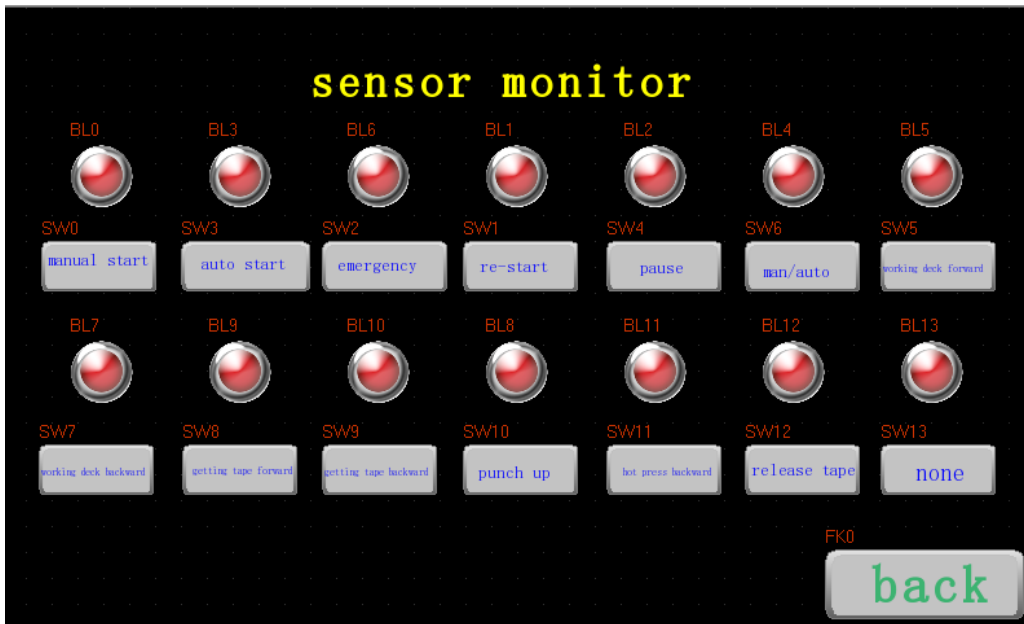 sensor monitor
BL0 BL3 BL6 BL1 BL2 BL4 BL5
SW0 SW3 SW2 SW1 SW4 SW6 SW5
manual start auto start emergency re-start pause man/auto working deck forward
BL7 BL9 BL10 BL8 BL11 BL12 BL13
SW7 SW8 SW9 SW10 SW11 SW12 SW13
working deck backward getting tape forward getting tape backward punch up hot press backward release tape none
FK0
back